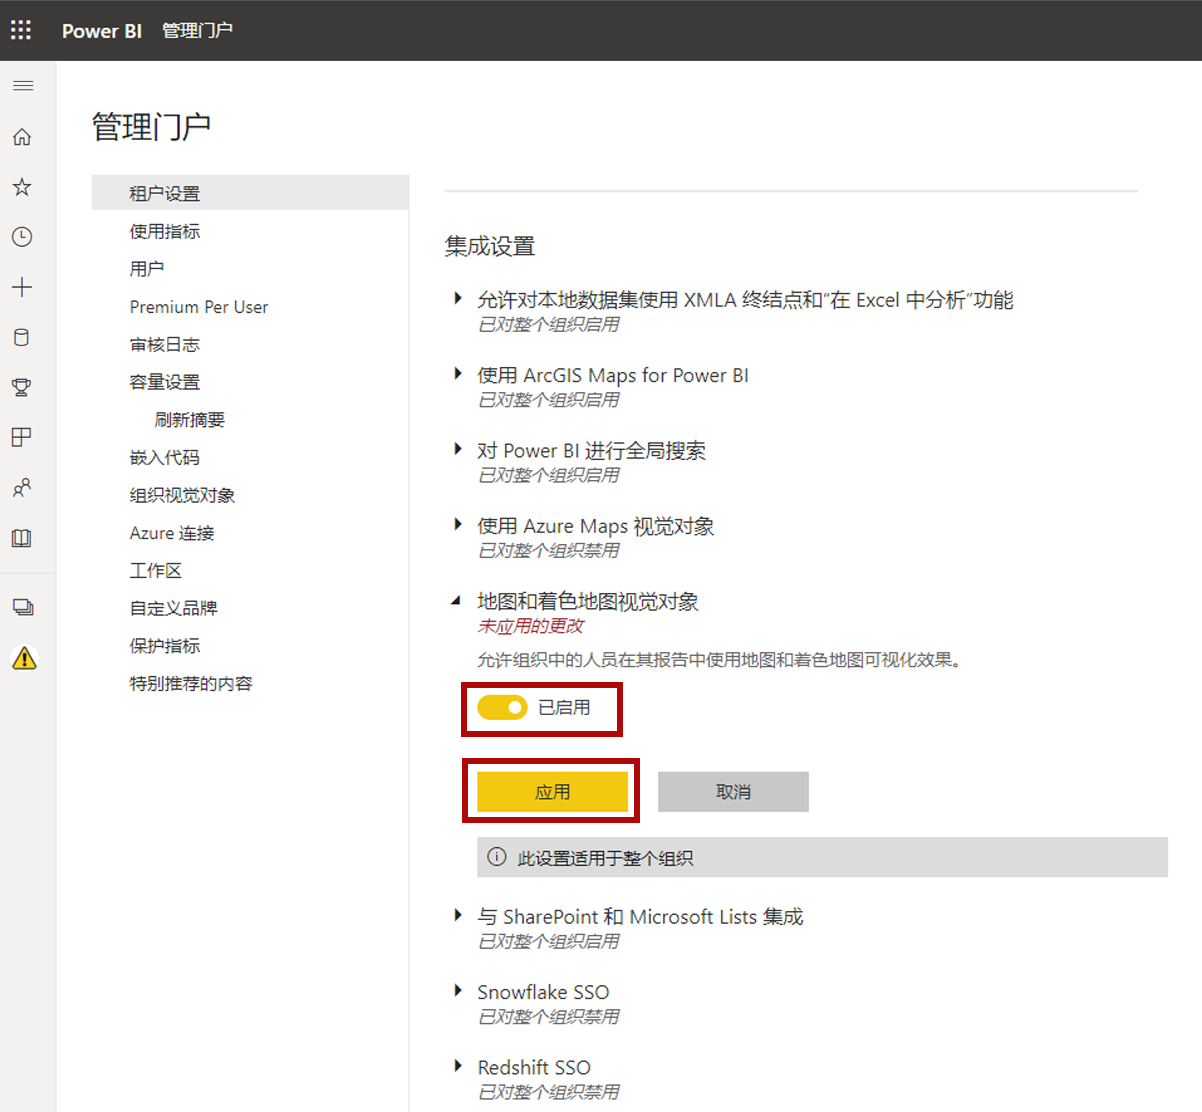 Power BI 管理门户
管理门户
租户设置
使用指标
用户
Premium Per User
审核日志
容量设置
刷新摘要
嵌入代码
组织视觉对象
Azure 连接
工作区
自定义品牌
保护指标
特别推荐的内容
集成设置
允许对本地数据集使用 XMLA 终结点和“在 Excel 中分析”功能
已对整个组织启用
使用 ArcGIS Maps for Power BI
已对整个组织启用
对 Power BI 进行全局搜索
已对整个组织启用
使用 Azure Maps 视觉对象
已对整个组织禁用
地图和着色地图视觉对象
未应用的更改
允许组织中的人员在其报告中使用地图和着色地图可视化效果。
已启用
应用 取消
此设置适用于整个组织
与 SharePoint 和 Microsoft Lists 集成
已对整个组织启用
Snowflake SSO
已对整个组织禁用
Redshift SSO
已对整个组织禁用